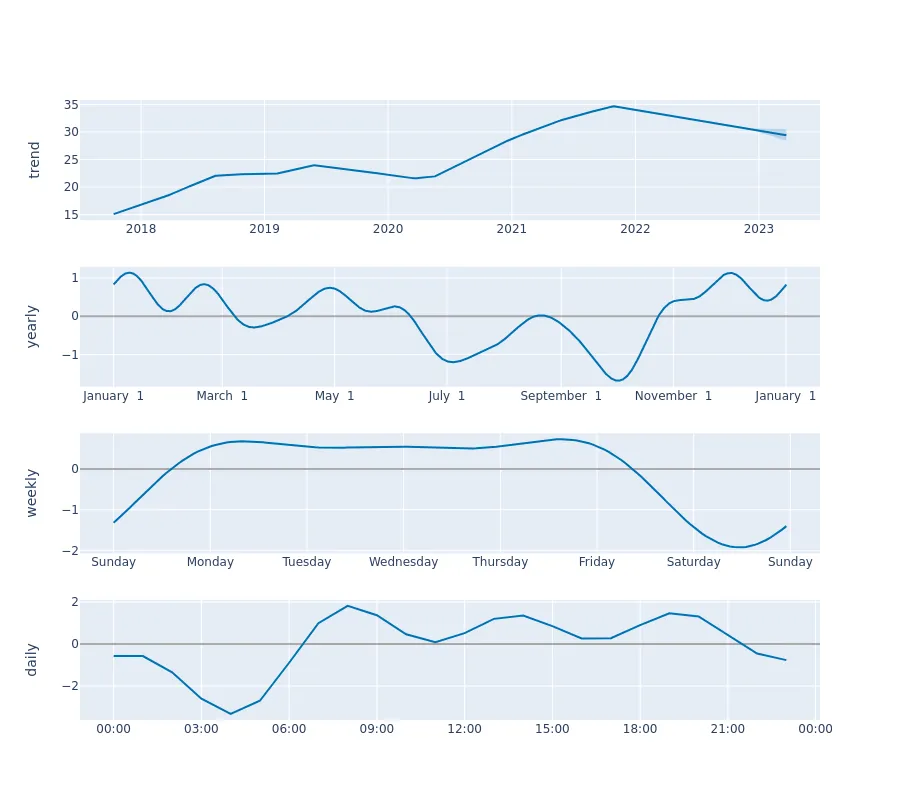 trend
35
30
25
20
15
2018 2019 2020 2021 2022 2023
yearly
1
0
−1
January 1 March 1 May 1 July 1 September 1 November 1 January 1
weekly
0
−1
−2
Sunday Monday Tuesday Wednesday Thursday Friday Saturday Sunday
daily
2
0
−2
00:00 03:00 06:00 09:00 12:00 15:00 18:00 21:00 00:00